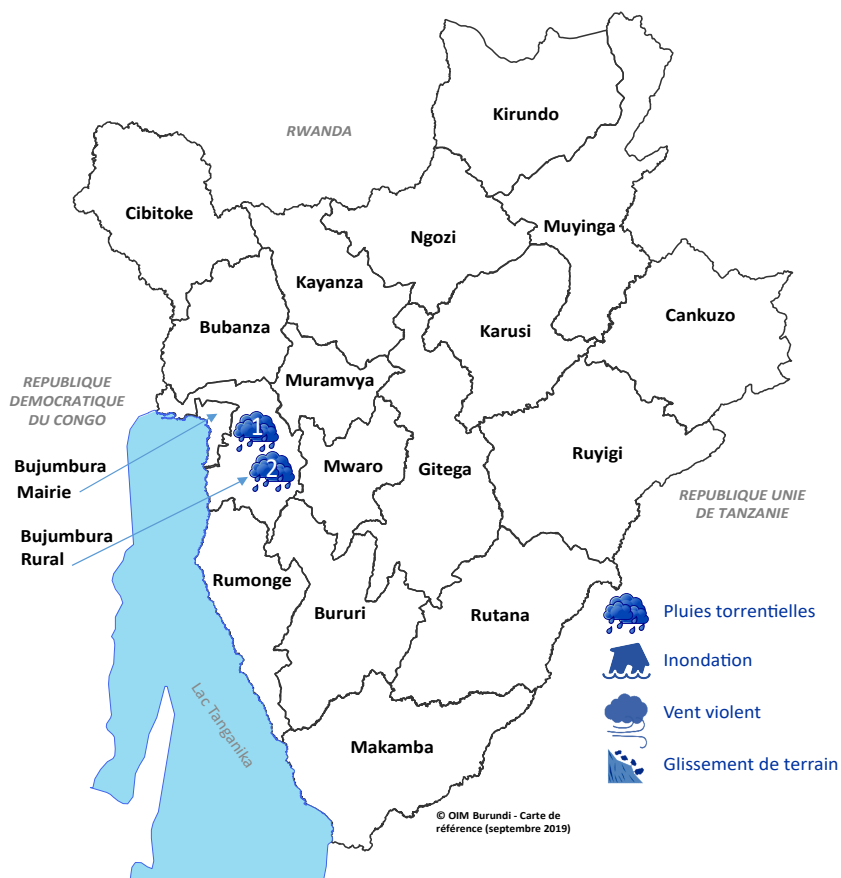 Kirundo
RWANDA
Cibitoke
Ngozi
Muyinga
Kayanza
Cankuzo
Bubanza
Karusi
REPUBLIQUE
DEMOCRATIQUE
DU CONGO
Muramvya
1
Bujumbura
Mairie
2
Mwaro
Gitega
Ruyigi
REPUBLIQUE UNIE
DE TANZANIE
Bujumbura
Rural
Rumonge
Bururi
Rutana
Pluies torrentielles
Inondation
Vent violent
Glissement de terrain
Lac Tanganika
Makamba
© OIM Burundi - Carte de
référence (septembre 2019)